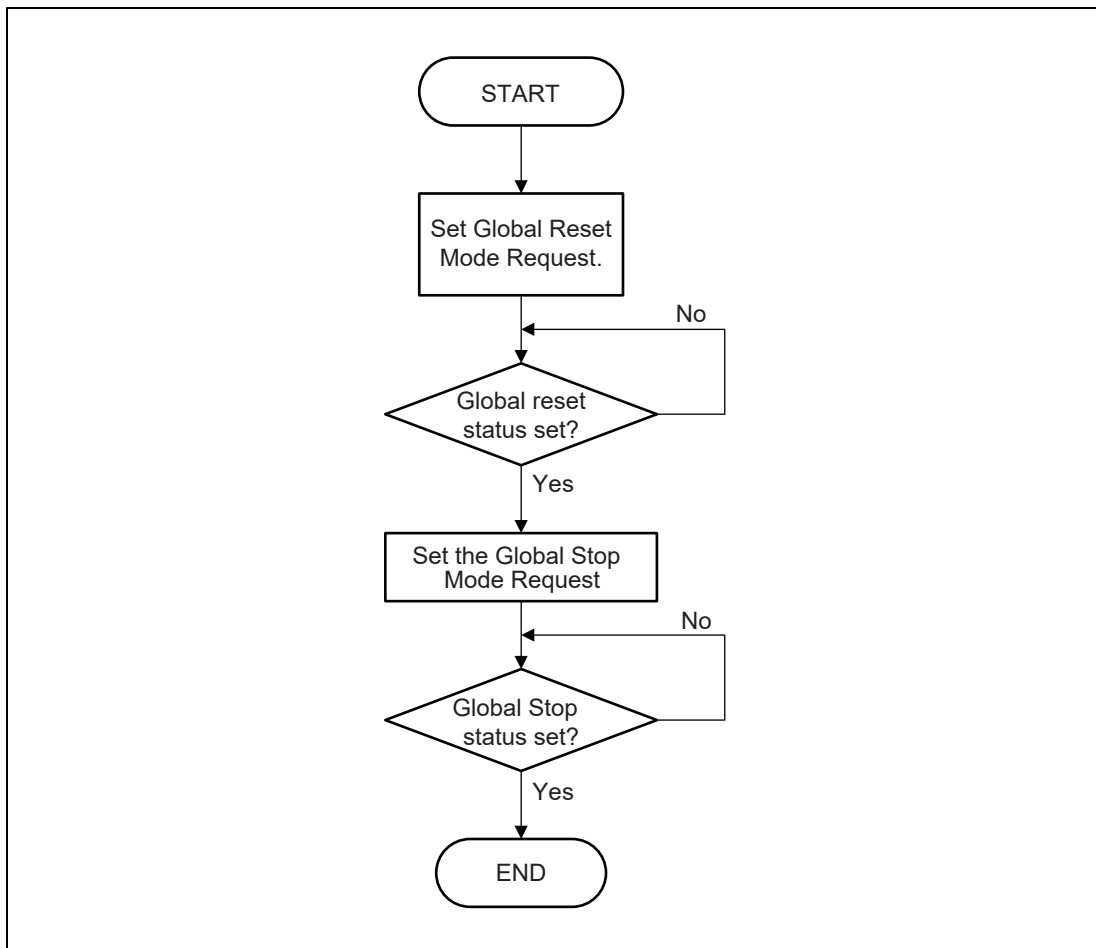 START
Set Global Reset
Mode Request.
No
Global reset
status set?
Yes
Set the Global Stop
Mode Request
No
Global Stop
status set?
Yes
END